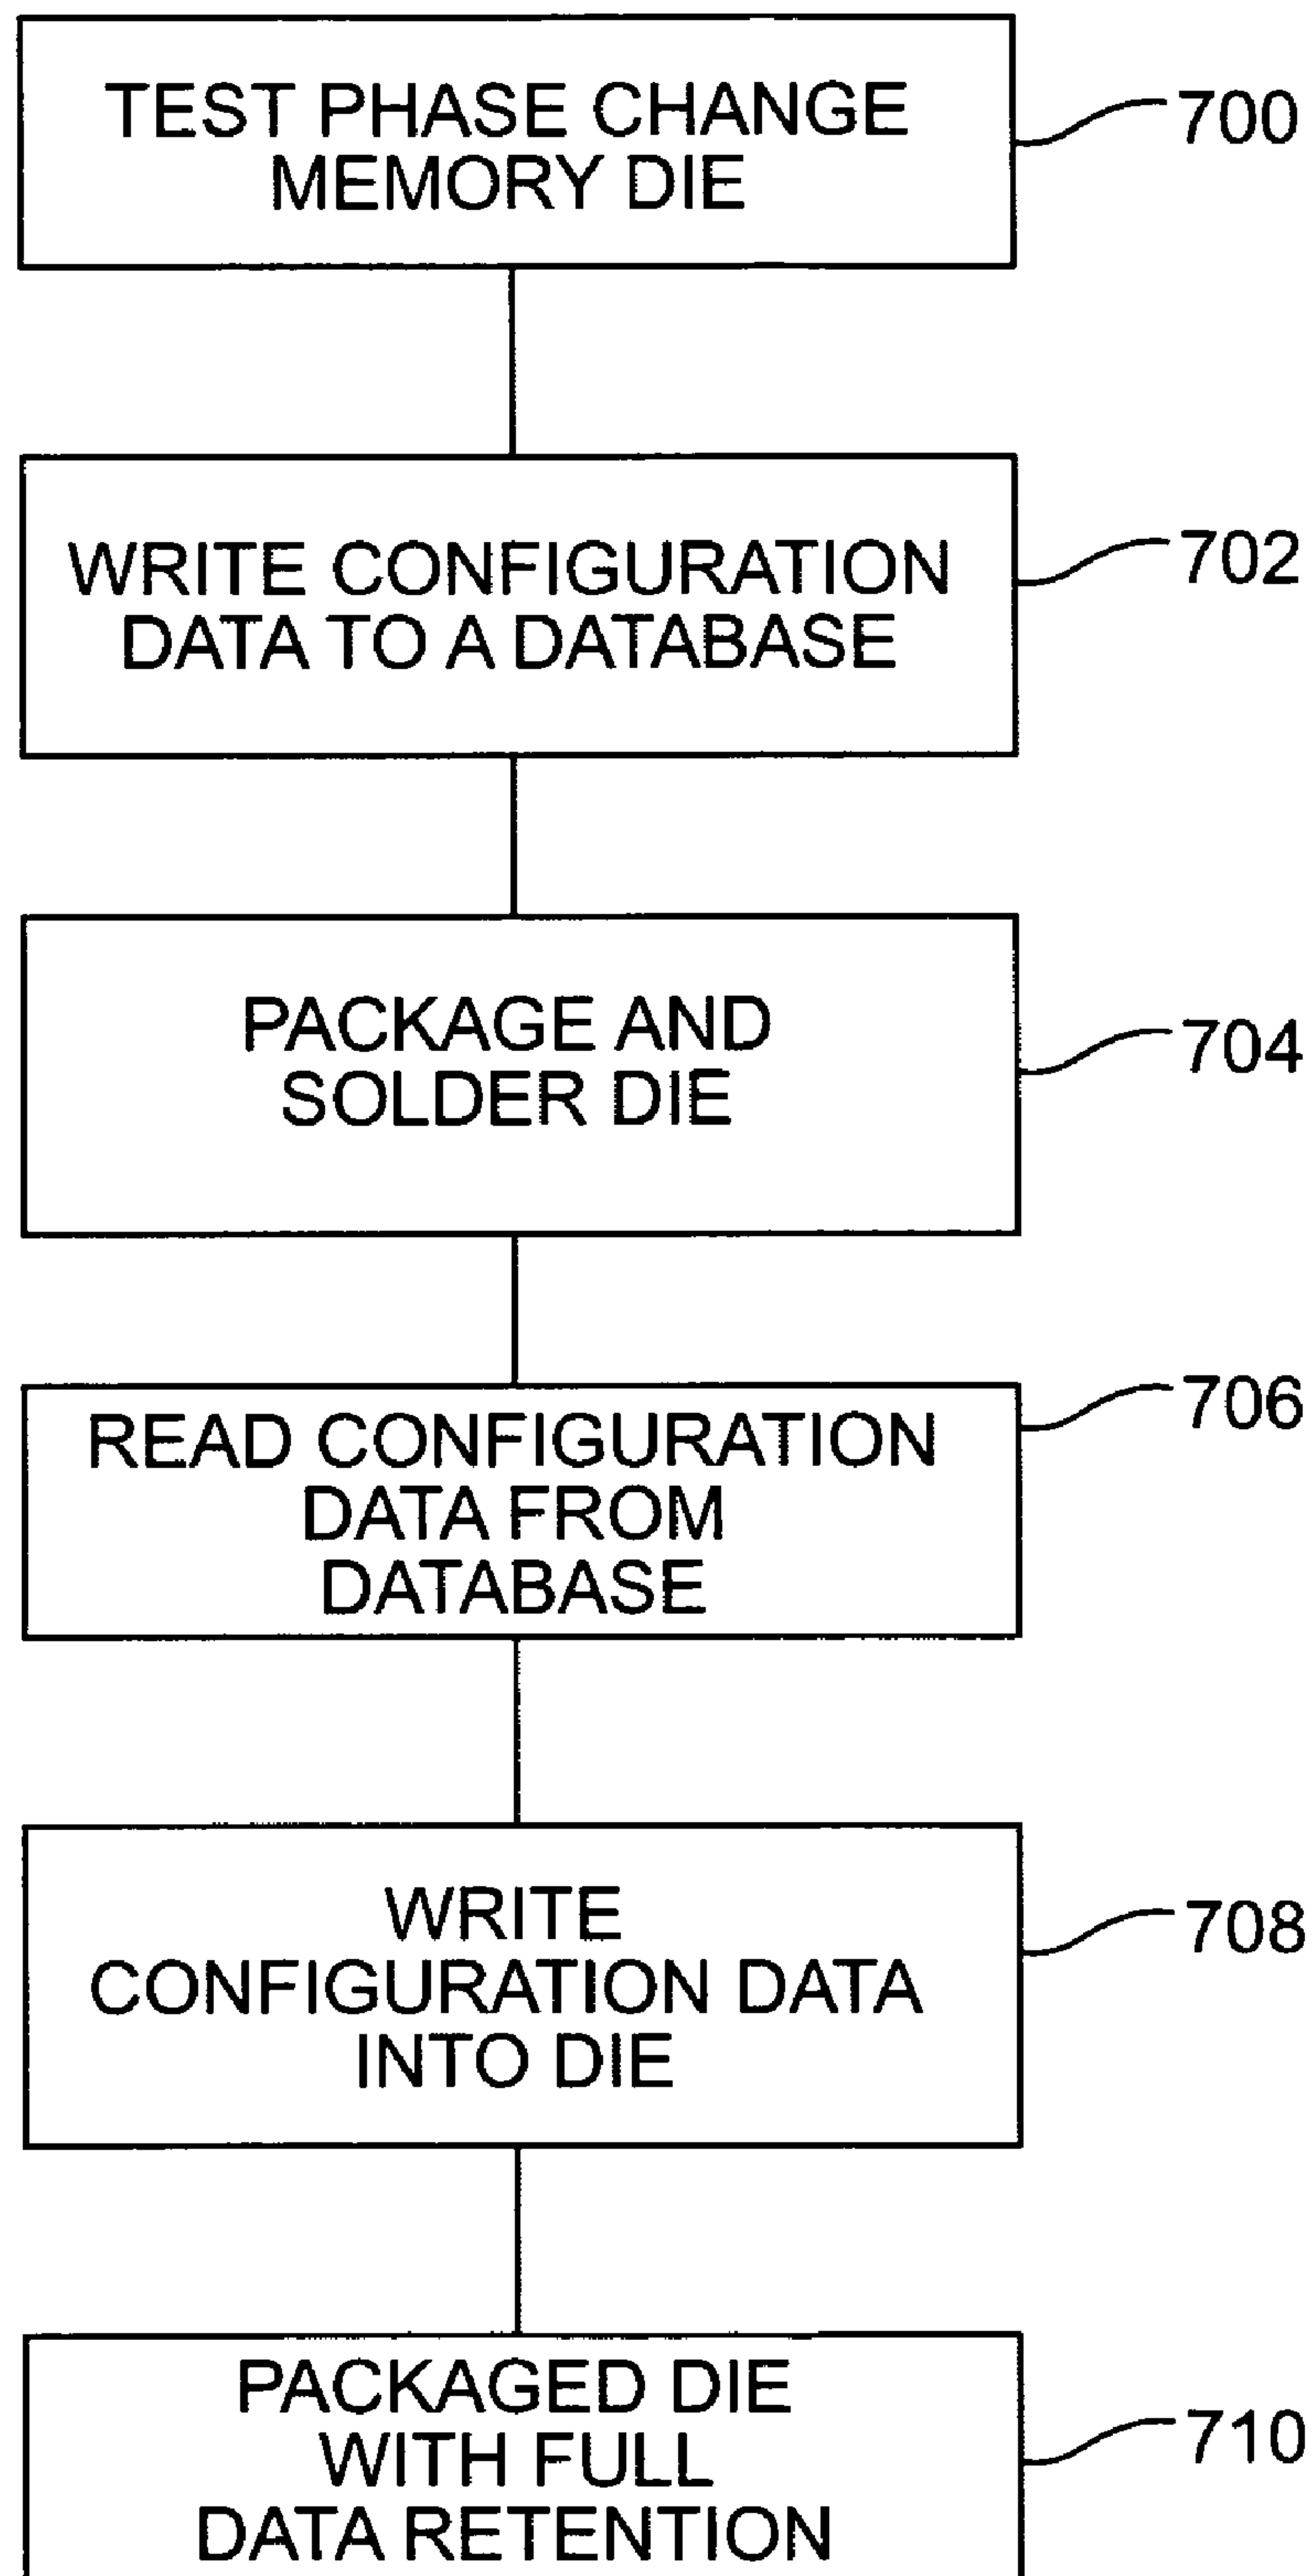 TEST PHASE CHANGE
MEMORY DIE
700
WRITE CONFIGURATION
DATA TO A DATABASE
702
PACKAGE AND
SOLDER DIE
704
READ CONFIGURATION
DATA FROM
DATABASE
706
WRITE
CONFIGURATION DATA
INTO DIE
708
PACKAGED DIE
WITH FULL
DATA RETENTION
710